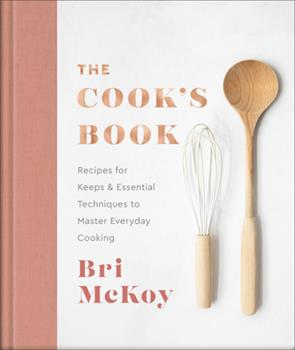 THE
COOK'S
BOOK
Recipes for
Keeps & Essential
Techniques to
Master Everyday
Cooking
Bri
McKoy